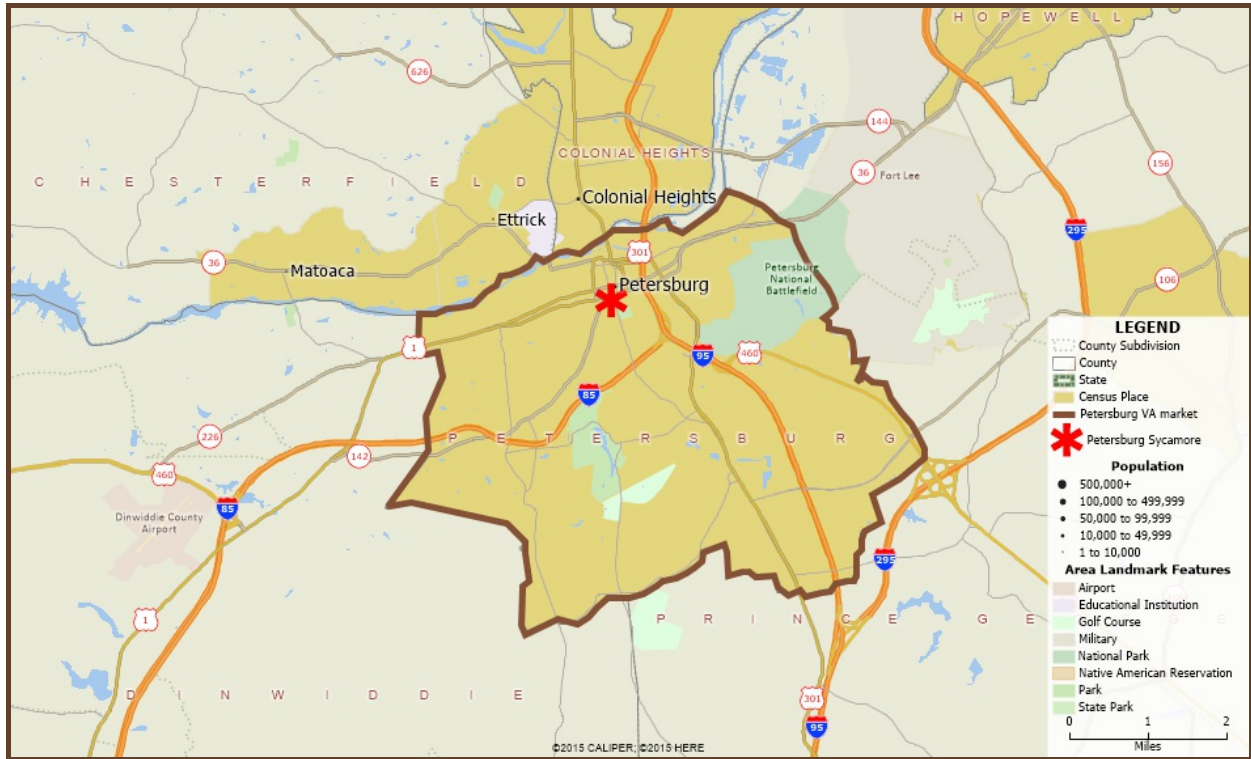 HOPEWELL
626
144
COLONIAL HEIGHTS
156
36
Fort Lee
CHESTERFIELD
Colonial Heights
Ettrick
295
301
36
Matoaca
Petersburg
National
Battlefield
106
Petersburg
1
95
460
85
PETERSBURG
226
142
460
85
Dinwiddie County
Airport
295
1
PRINCE GE
DINWIDDIE
301
95
©2015 CALIPER; ©2015 HERE
LEGEND
County Subdivision
County
State
Census Place
Petersburg VA market
Petersburg Sycamore
Population
500,000+
100,000 to 499,999
50,000 to 99,999
10,000 to 49,999
1 to 10,000
Area Landmark Features
Airport
Educational Institution
Golf Course
Military
National Park
Native American Reservation
Park
State Park
0 1 2
Miles